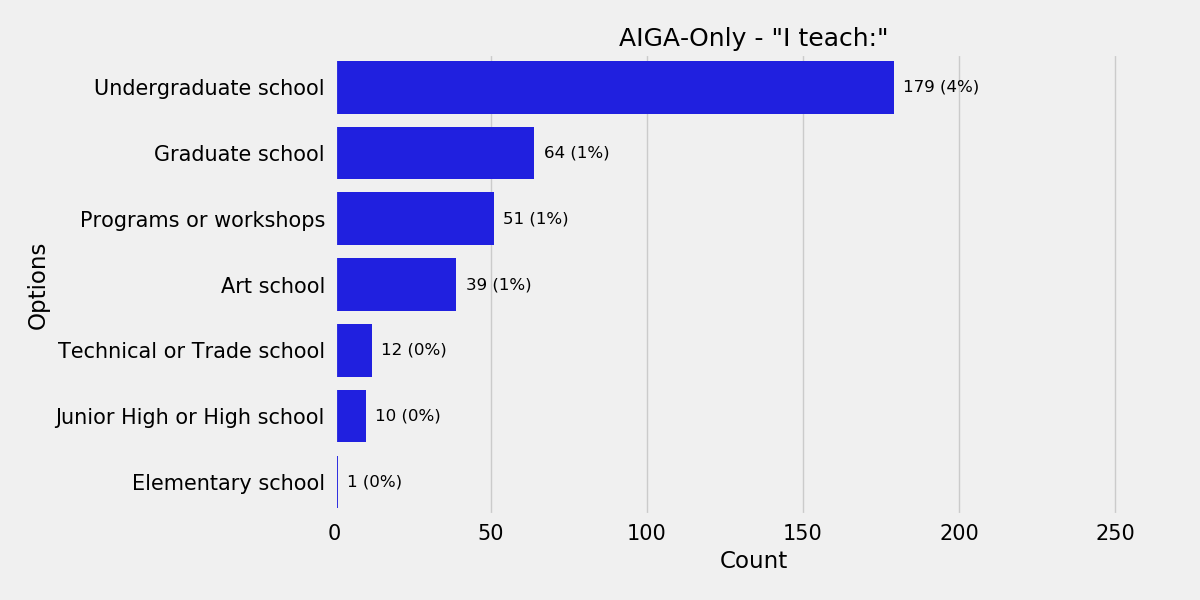 AIGA-Only - "I teach:"
Undergraduate school 179 (4%)
Graduate school 64 (1%)
Programs or workshops 51 (1%)
Art school 39 (1%)
Technical or Trade school 12 (0%)
Junior High or High school 10 (0%)
Elementary school 1 (0%)
Options
0 50 100 150 200 250
Count